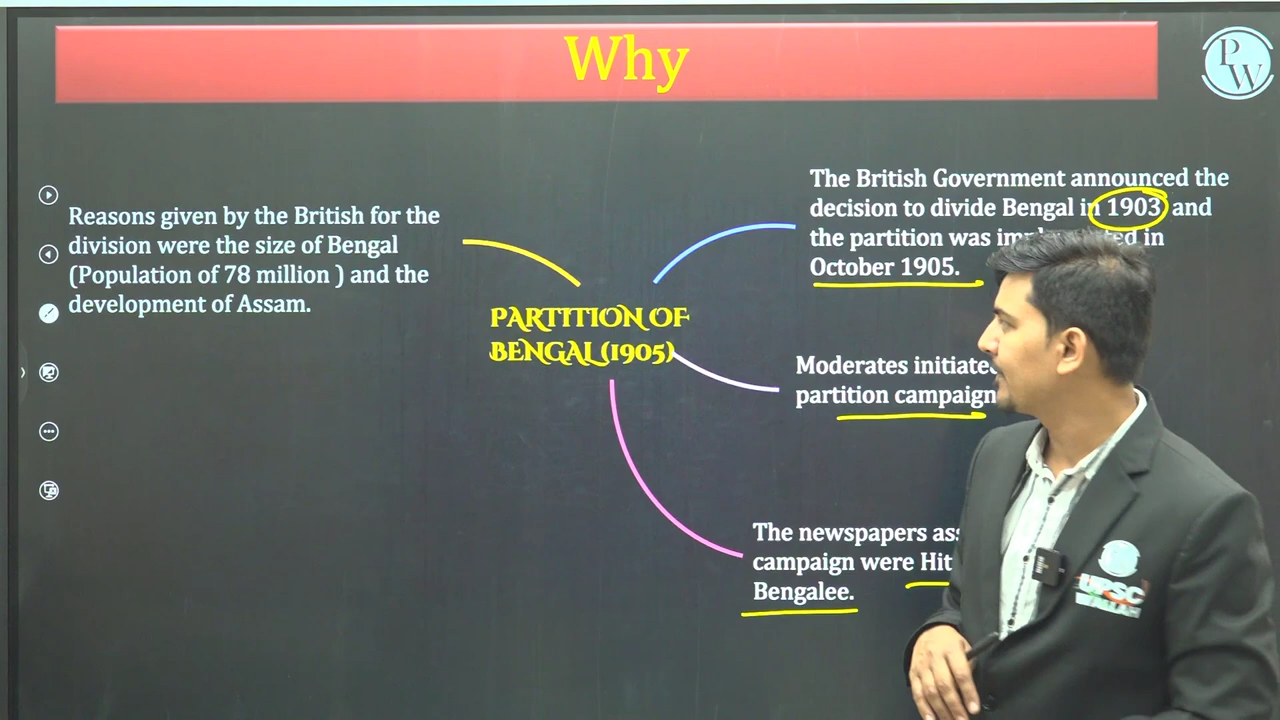 Why
PW
Reasons given by the British for the
division were the size of Bengal
(Population of 78 million ) and the
development of Assam.
PARTITION OF
BENGAL (1905)
The British Government announced the
decision to divide Bengal in 1903 and
the partition was in
October 1905.
Moderates
partition campaign
The newspapers
campaign were
Bengalee.
UPSC
WALLAH